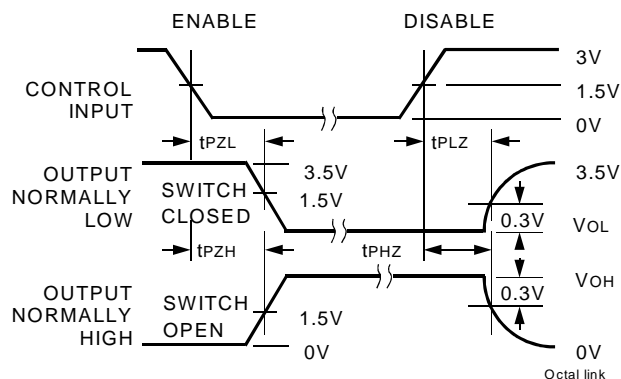 ENABLE
DISABLE
CONTROL
INPUT
3V
1.5V
0V
tPZL
tPLZ
OUTPUT
NORMALLY
LOW
SWITCH
CLOSED
3.5V
1.5V
3.5V
0.3V
VOL
tPZH
tPHZ
OUTPUT
NORMALLY
HIGH
SWITCH
OPEN
1.5V
0V
0.3V
VOH
0V
Octal link